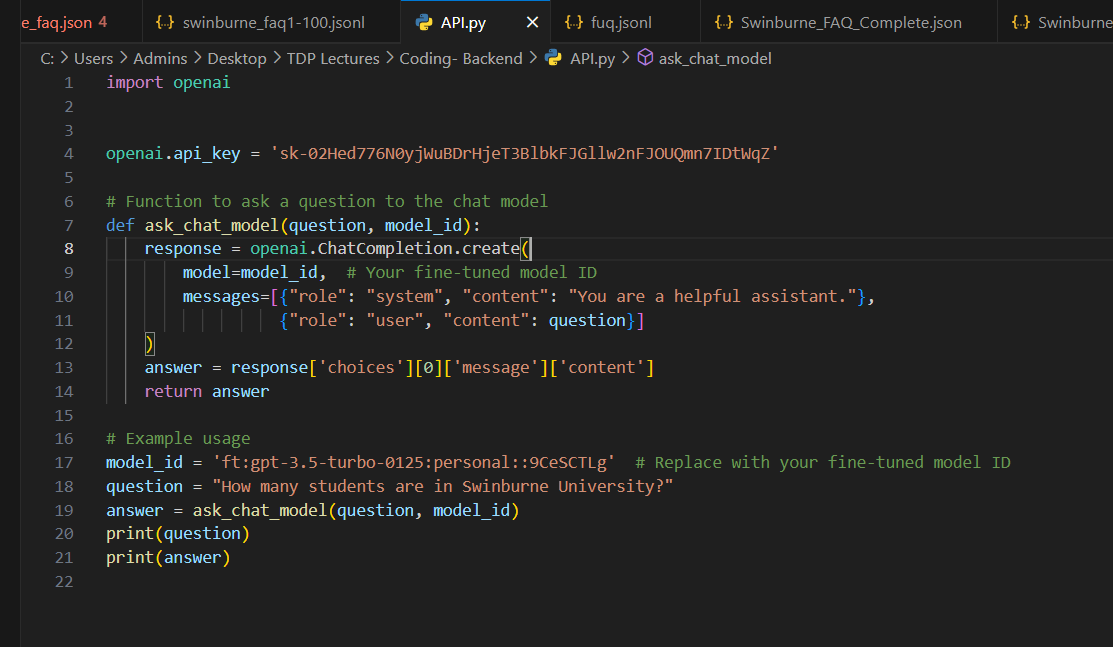 e_faq.json 4 swinburne_faq1-100.jsonl API.py fuq.jsonl Swinburne_FAQ_Complete.json Swinburne
C: > Users > Admins > Desktop > TDP Lectures > Coding- Backend > API.py > ask_chat_model
1 import openai
2
3
4 openai.api_key = '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'
5
6 # Function to ask a question to the chat model
7 def ask_chat_model(question, model_id):
8 response = openai.ChatCompletion.create(
9 model=model_id, # Your fine-tuned model ID
10 messages=[{"role": "system", "content": "You are a helpful assistant."},
11 {"role": "user", "content": question}]
12 )
13 answer = response['choices'][0]['message']['content']
14 return answer
15
16 # Example usage
17 model_id = 'ft:gpt-3.5-turbo-0125:personal::9CeSCTLg' # Replace with your fine-tuned model ID
18 question = "How many students are in Swinburne University?"
19 answer = ask_chat_model(question, model_id)
20 print(question)
21 print(answer)
22